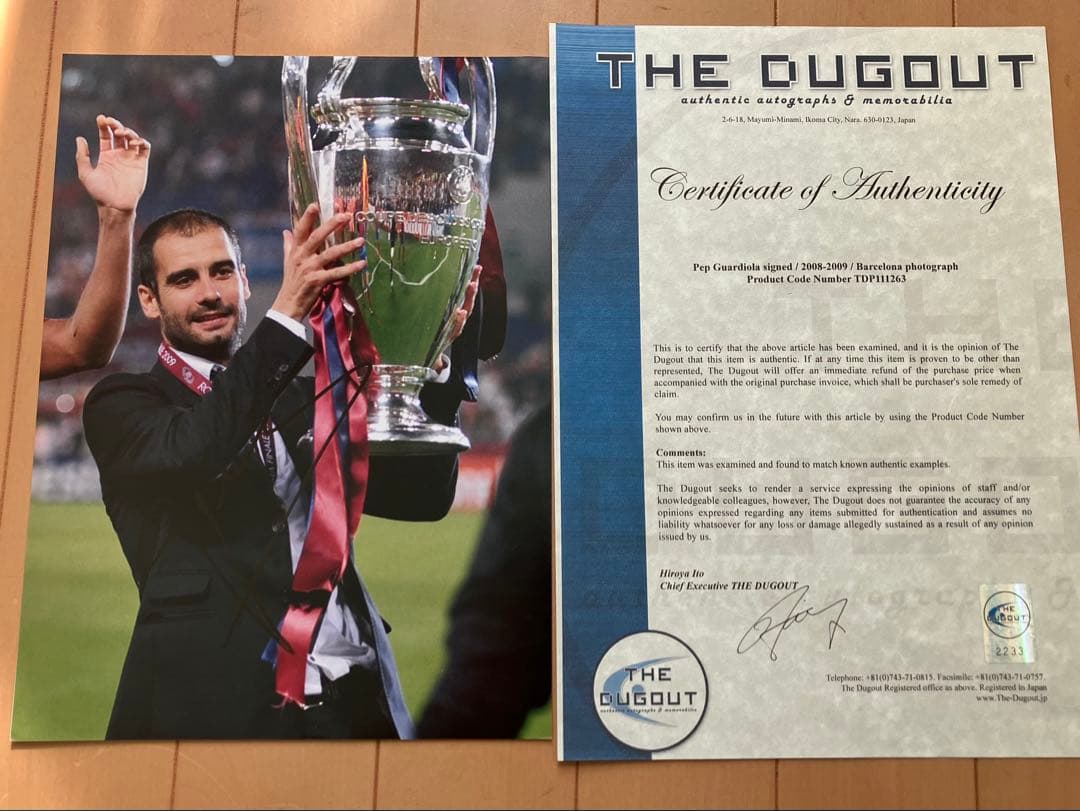 COUPE DES
2009
THE DUGOUT
authentic autographs & memorabilia
2-6-18, Mayumi-Minami, Ikoma City, Nara. 630-0123, Japan
Certificate of Authenticity
Pep Guardiola signed / 2008-2009 / Barcelona photograph
Product Code Number TDP111263
This is to certify that the above article has been examined, and it is the opinion of The
Dugout that this item is authentic. If at any time this item is proven to be other than
represented, The Dugout will offer an immediate refund of the purchase price when
accompanied with the original purchase invoice, which shall be purchaser's sole remedy of
claim.
You may confirm us in the future with this article by using the Product Code Number
shown above.
Comments:
This item was examined and found to match known authentic examples.
The Dugout seeks to render a service expressing the opinions of staff and/or
knowledgeable colleagues, however, The Dugout does not guarantee the accuracy of any
opinions expressed regarding any items submitted for authentication and assumes no
liability whatsoever for any loss or damage allegedly sustained as a result of any opinion
issued by us.
Hiroya Ito
Chief Executive THE DUGOUT
THE
DUGOUT
2233
THE
DUGOUT
authentic autographs & memorabilia
Telephone: +81(0)743-71-0815. Facsimile: +81(0)743-71-0757.
The Dugout Registered office as above. Registered in Japan
www.The-Dugout.jp